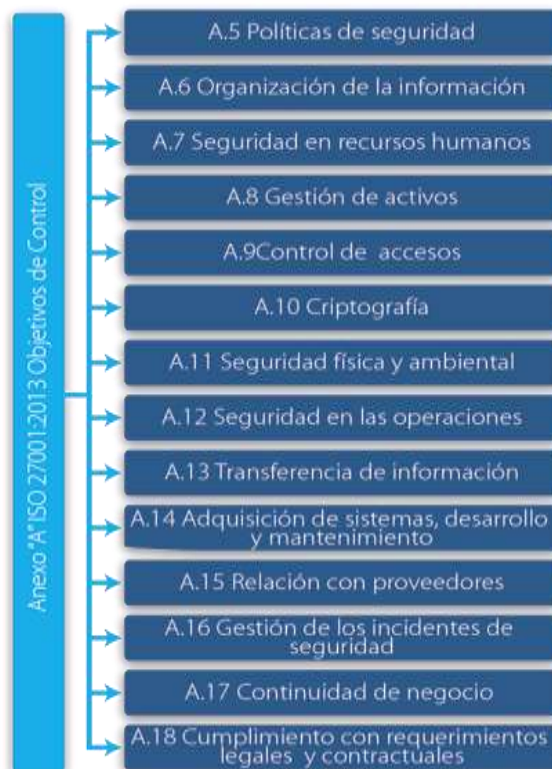 Anexo "A" ISO 27001:2013 Objetivos de Control
A.5 Políticas de seguridad
A.6 Organización de la información
A.7 Seguridad en recursos humanos
A.8 Gestión de activos
A.9Control de accesos
A.10 Criptografía
A.11 Seguridad física y ambiental
A.12 Seguridad en las operaciones
A.13 Transferencia de información
A.14 Adquisición de sistemas, desarrollo
y mantenimiento
A.15 Relación con proveedores
A.16 Gestión de los incidentes de
seguridad
A.17 Continuidad de negocio
A.18 Cumplimiento con requerimientos
legales y contractuales